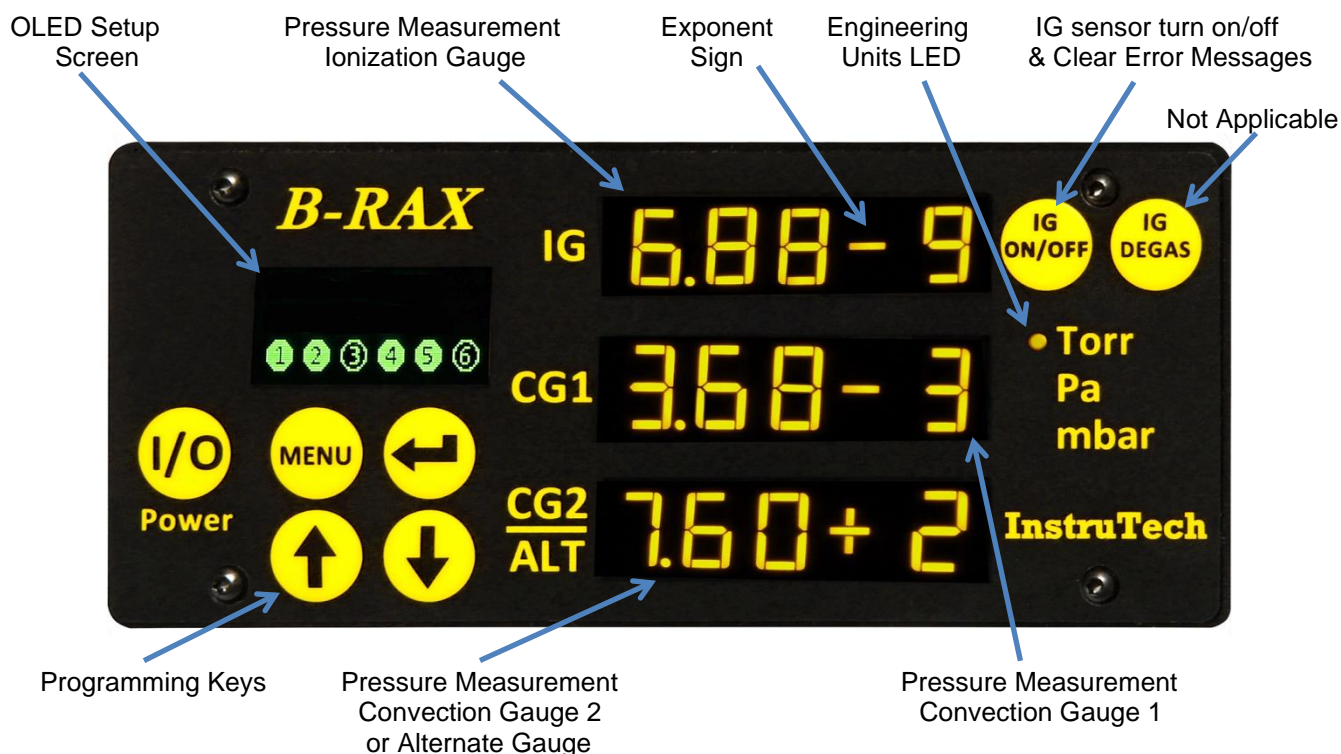 OLED Setup
Screen
Pressure Measurement
Ionization Gauge
Exponent
Sign
Engineering
Units LED
IG sensor turn on/off
& Clear Error Messages
Not Applicable
B-RAX
IG
6.88 - 9
IG
ON/OFF
IG
DEGAS
1 2 3 4 5 6
CG1
3.68 - 3
Torr
Pa
mbar
I/O
Power
MENU
CG2
ALT
7.60 + 2
InstruTech
Programming Keys
Pressure Measurement
Convection Gauge 2
or Alternate Gauge
Pressure Measurement
Convection Gauge 1